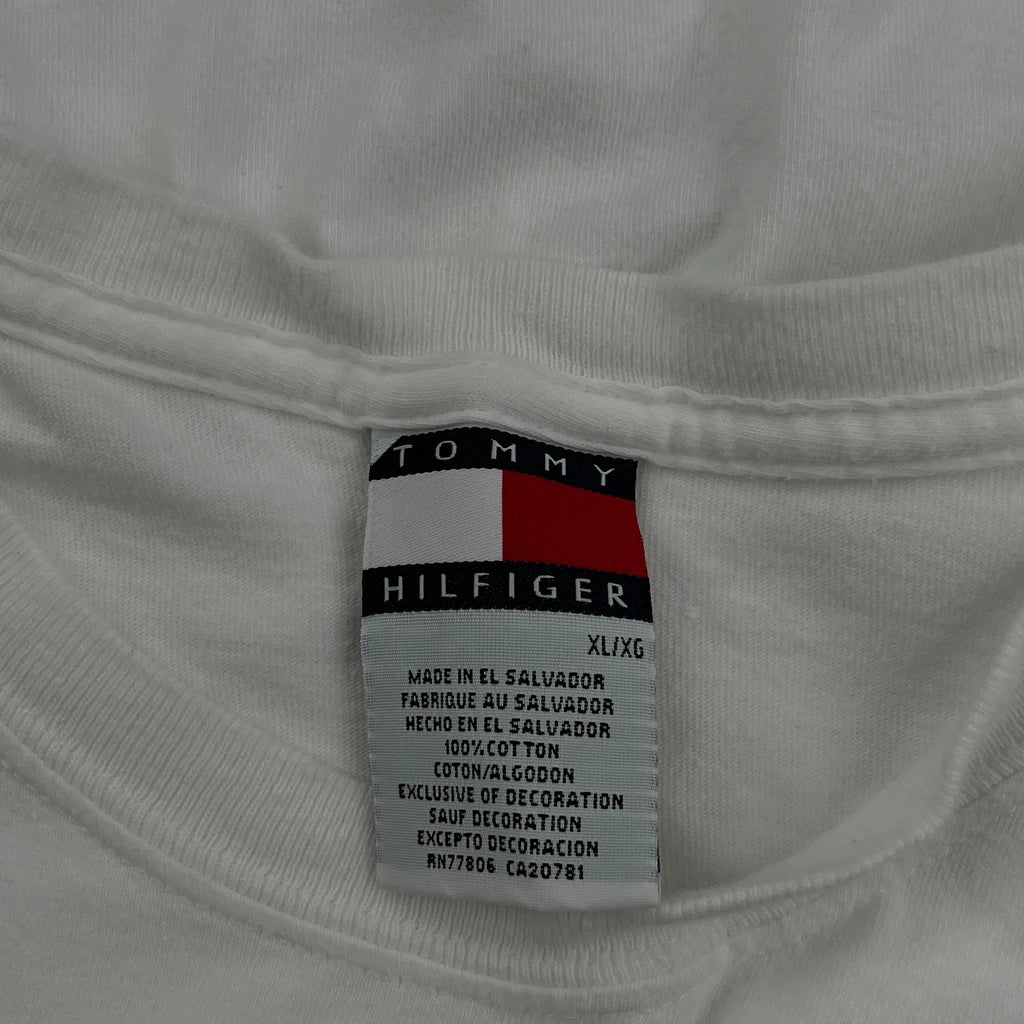 TOMMY
HILFIGER
XL/XG
MADE IN EL SALVADOR
FABRIQUE AU SALVADOR
HECHO EN EL SALVADOR
100% COTTON
COTON/ALGODON
EXCLUSIVE OF DECORATION
SAUF DECORATION
EXCEPTO DECORACION
RN77806 CA20781